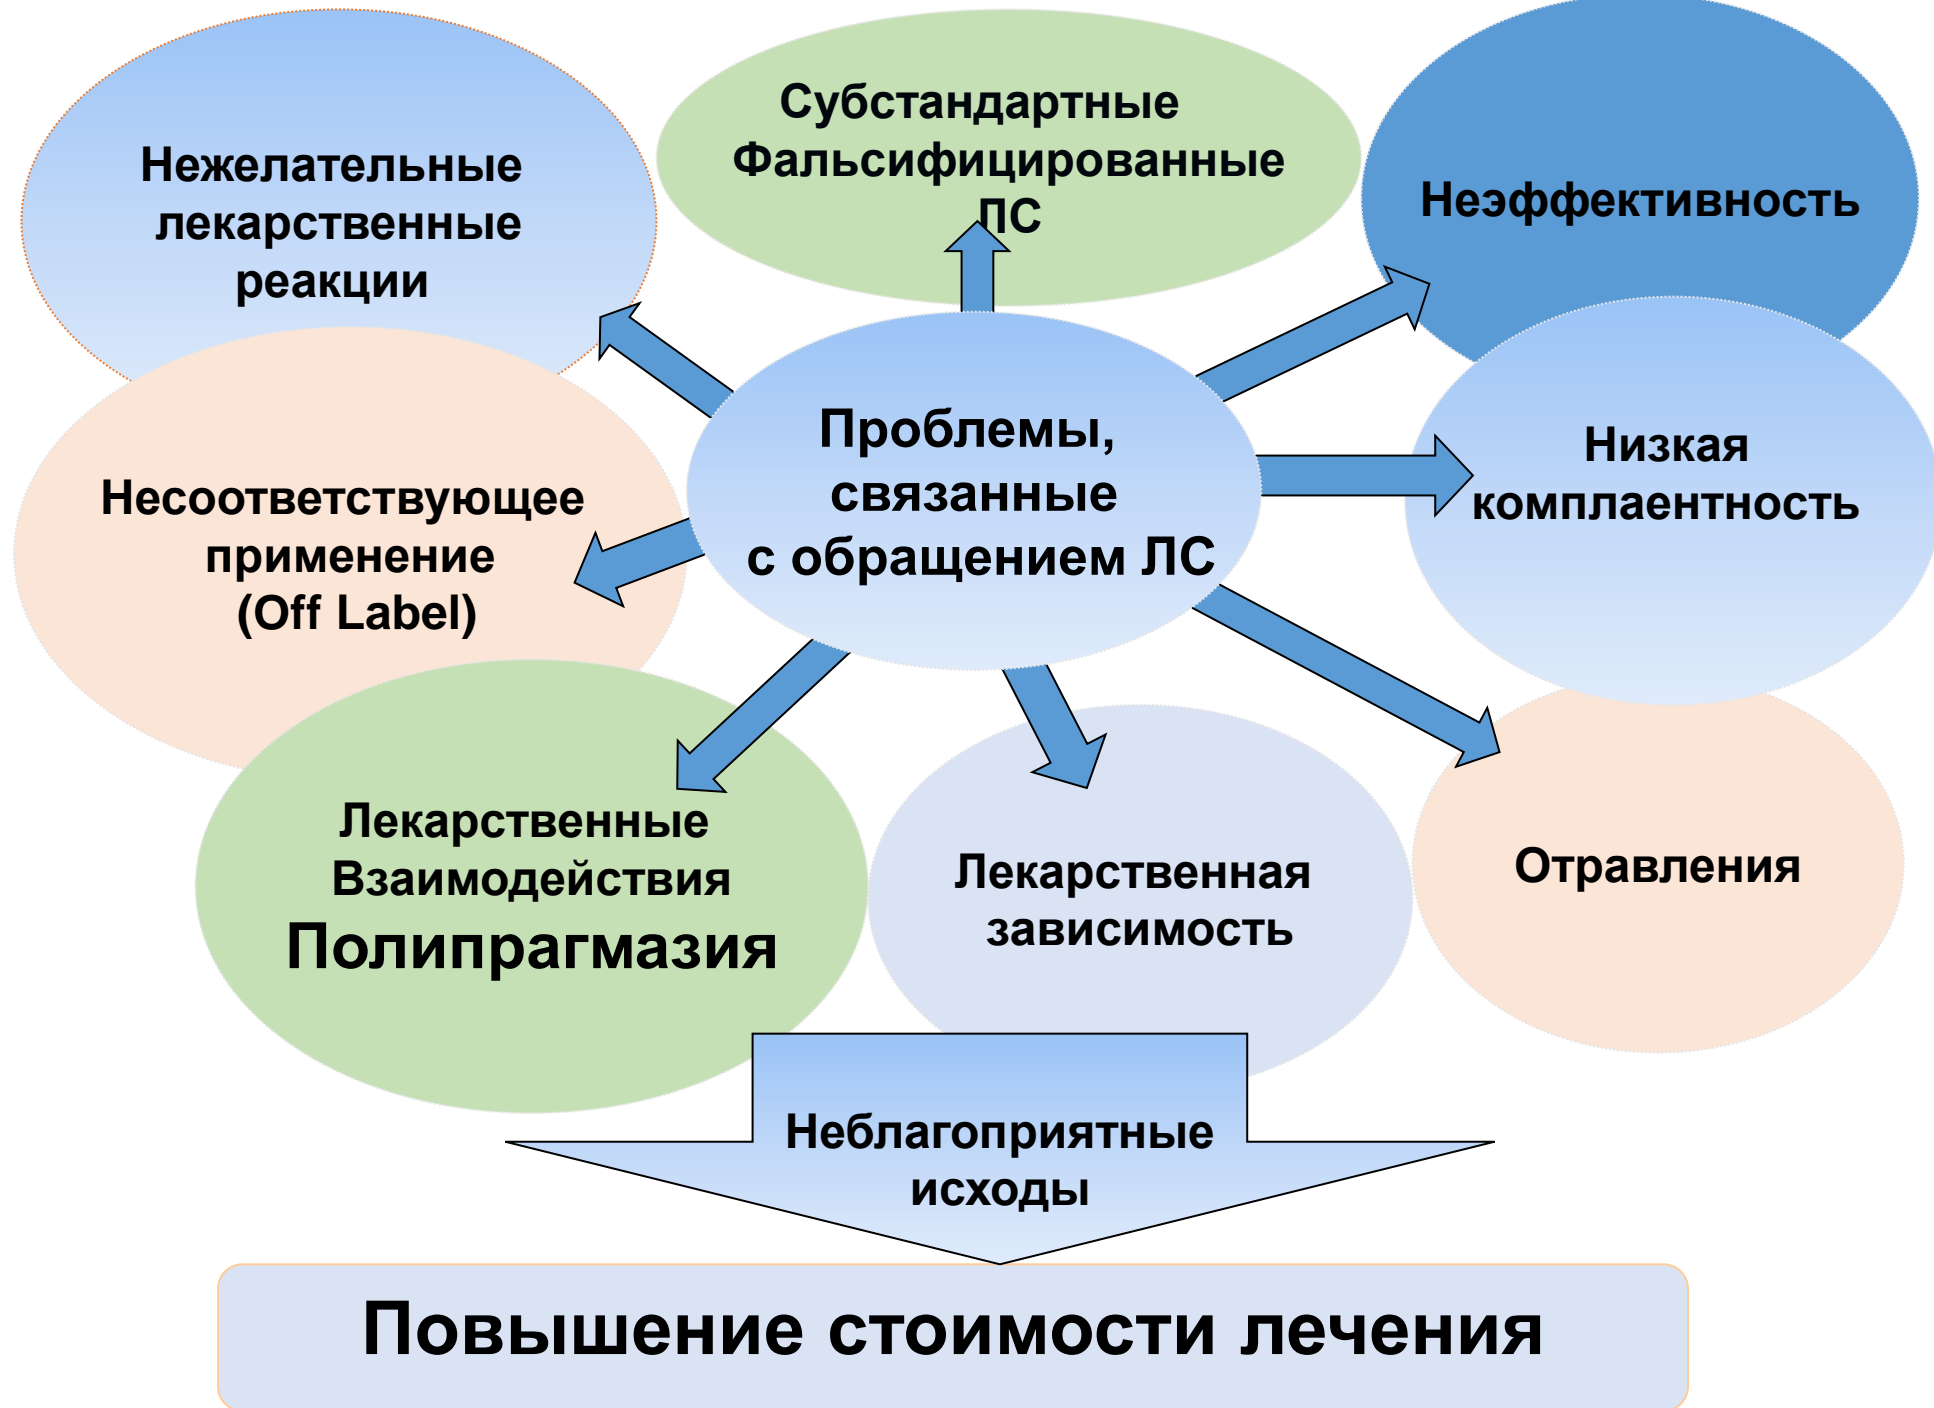 Нежелательные
лекарственные
реакции
Субстандартные
Фальсифицированные
ЛС
Неэффективность
Проблемы,
связанные
с обращением ЛС
Низкая
комплаентность
Несоответствующее
применение
(Off Label)
Лекарственные
Взаимодействия
Полипрагмазия
Лекарственная
зависимость
Отравления
Неблагоприятные
исходы
Повышение стоимости лечения